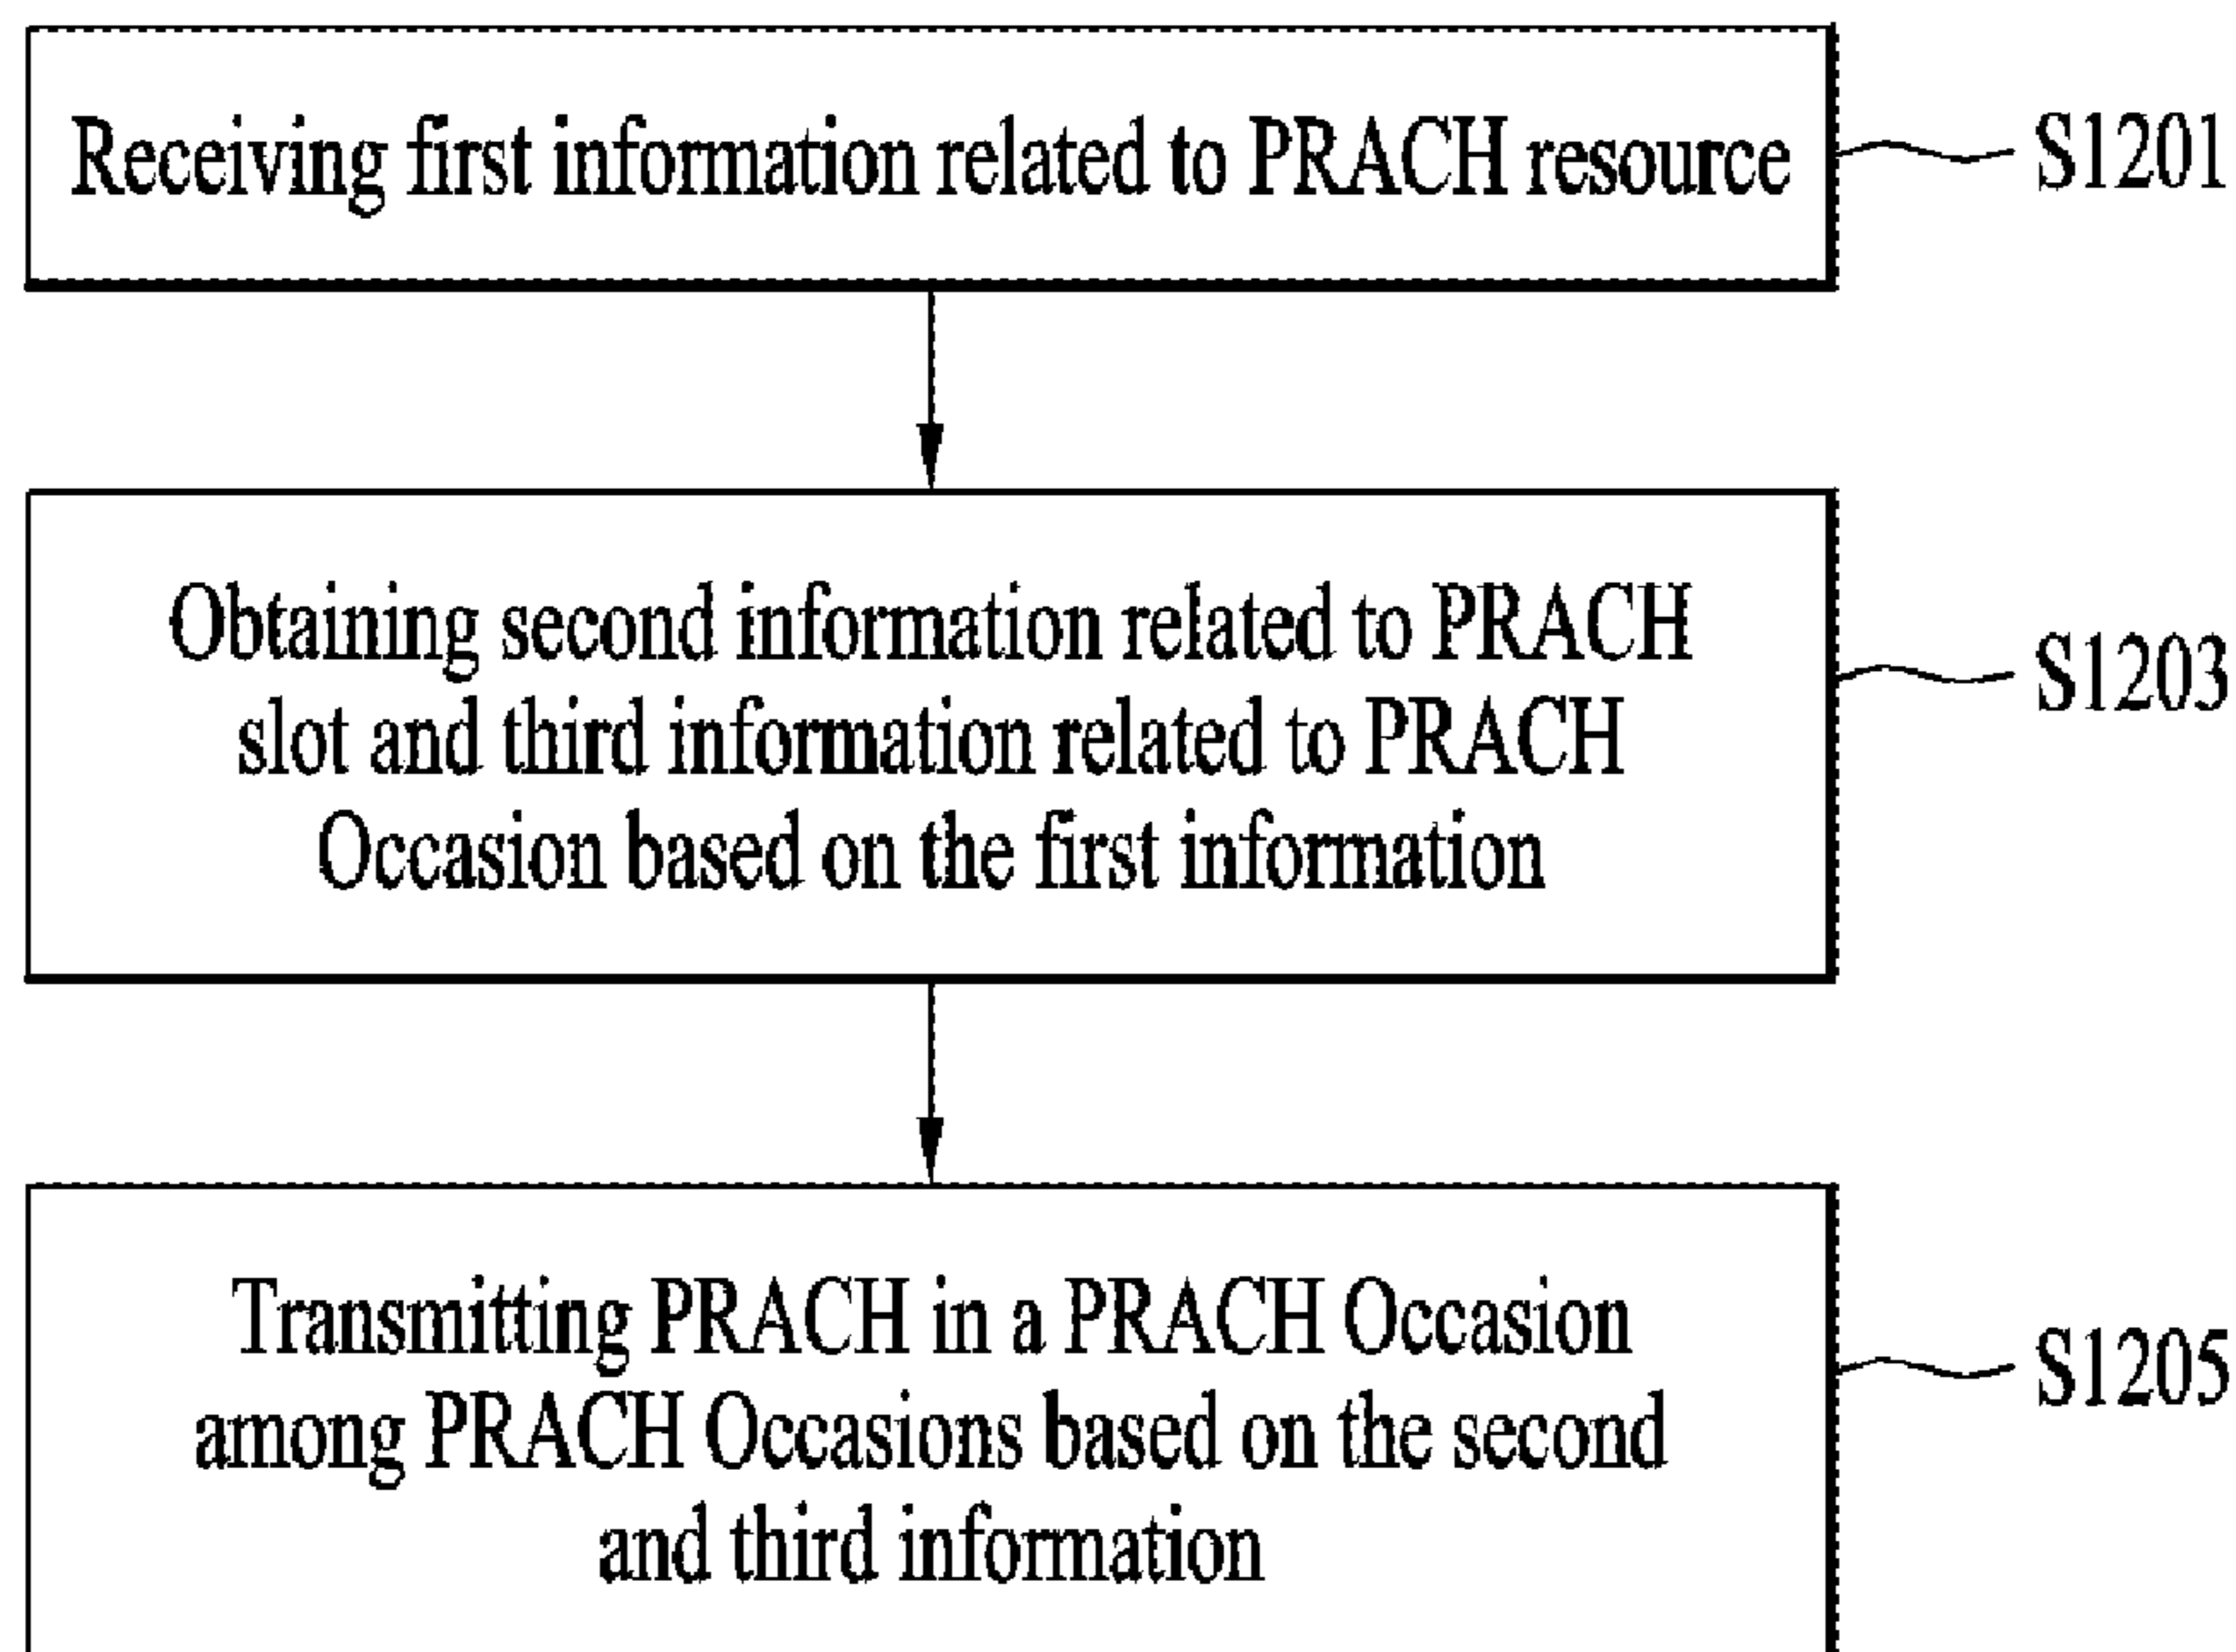 Receiving first information related to PRACH resource
S1201
Obtaining second information related to PRACH
slot and third information related to PRACH
Occasion based on the first information
S1203
Transmitting PRACH in a PRACH Occasion
among PRACH Occasions based on the second
and third information
S1205